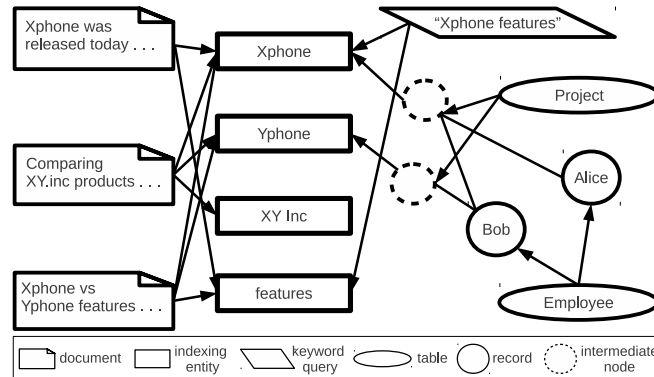 Xphone was
released today . . .
Xphone
“Xphone features”
Project
Comparing
XY.inc products . . .
Yphone
Alice
XY Inc
Bob
Xphone vs
Yphone features . . .
features
Employee
document
indexing
entity
keyword
query
table
record
intermediate
node